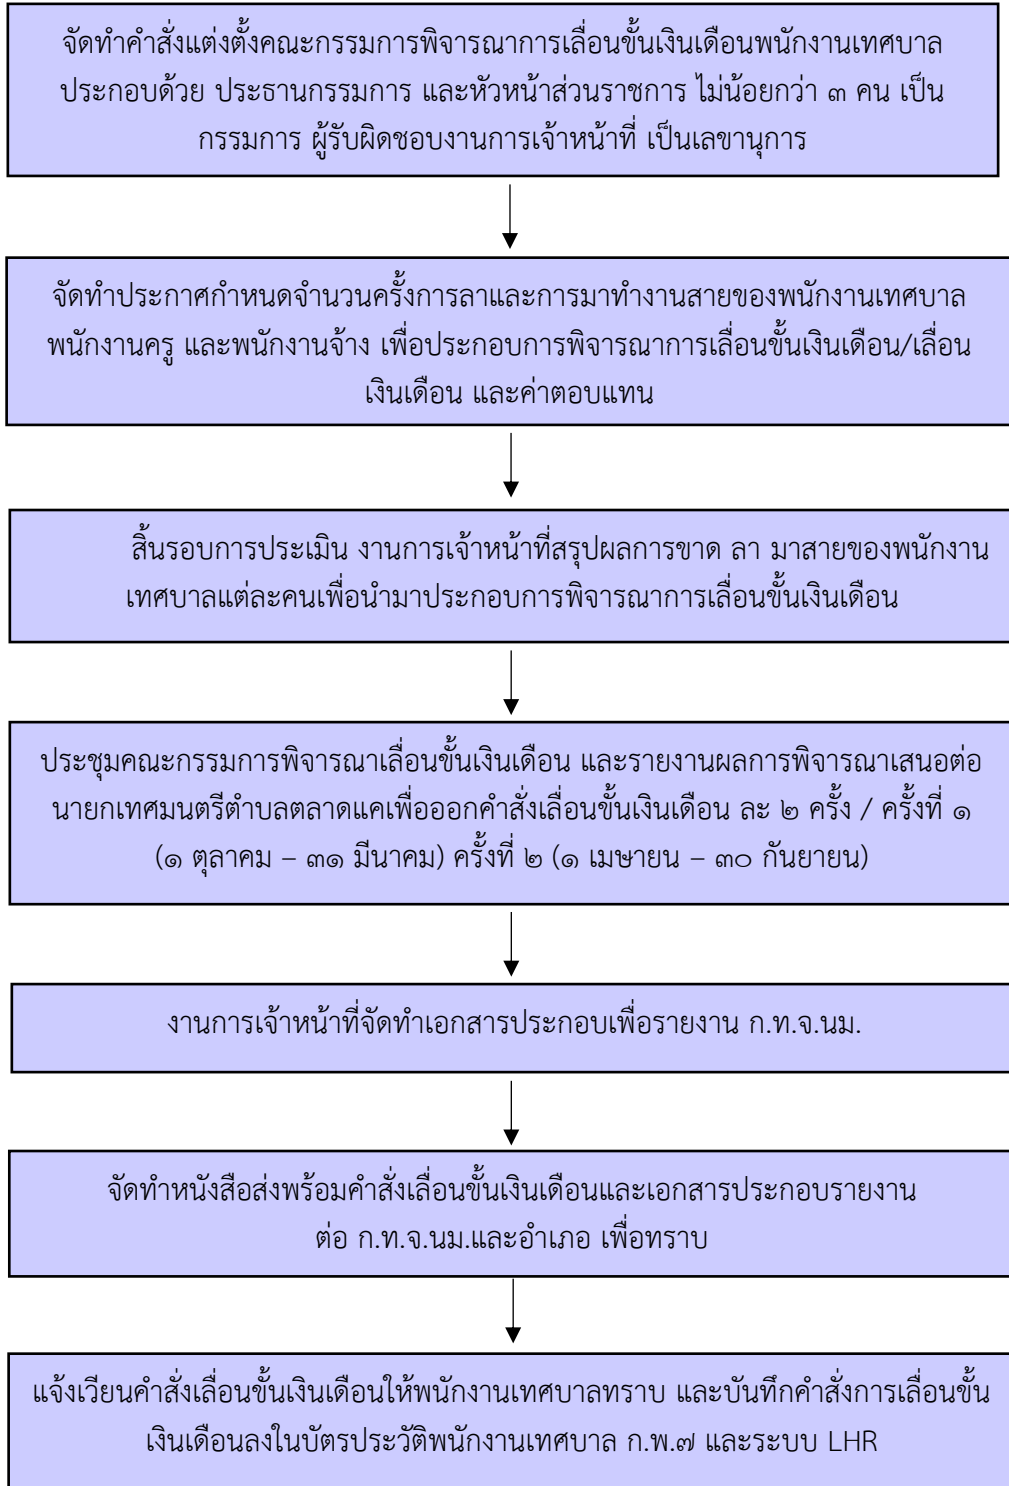 จัดทำคำสั่งแต่งตั้งคณะกรรมการพิจารณาการเลื่อนขั้นเงินเดือนพนักงานเทศบาล
ประกอบด้วย ประธานกรรมการ และหัวหน้าส่วนราชการ ไม่น้อยกว่า ๓ คน เป็น
กรรมการ ผู้รับผิดชอบงานการเจ้าหน้าที่ เป็นเลขานุการ
จัดทำประกาศกำหนดจำนวนครั้งการลาและการมาทำงานสายของพนักงานเทศบาล
พนักงานครู และพนักงานจ้าง เพื่อประกอบการพิจารณาการเลื่อนขั้นเงินเดือน/เลื่อน
เงินเดือน และค่าตอบแทน
สิ้นรอบการประเมิน งานการเจ้าหน้าที่สรุปผลการขาด ลา มาสายของพนักงาน
เทศบาลแต่ละคนเพื่อนำมาประกอบการพิจารณาการเลื่อนขั้นเงินเดือน
ประชุมคณะกรรมการพิจารณาเลื่อนขั้นเงินเดือน และรายงานผลการพิจารณาเสนอต่อ
นายกเทศมนตรีตำบลตลาดแคเพื่อออกคำสั่งเลื่อนขั้นเงินเดือน ละ ๒ ครั้ง / ครั้งที่ ๑
(๑ ตุลาคม – ๓๑ มีนาคม) ครั้งที่ ๒ (๑ เมษายน – ๓๐ กันยายน)
งานการเจ้าหน้าที่จัดทำเอกสารประกอบเพื่อรายงาน ก.ท.จ.นม.
จัดทำหนังสือส่งพร้อมคำสั่งเลื่อนขั้นเงินเดือนและเอกสารประกอบรายงาน
ต่อ ก.ท.จ.นม.และอำเภอ เพื่อทราบ
แจ้งเวียนคำสั่งเลื่อนขั้นเงินเดือนให้พนักงานเทศบาลทราบ และบันทึกคำสั่งการเลื่อนขั้น
เงินเดือนลงในบัตรประวัติพนักงานเทศบาล ก.พ.๗ และระบบ LHR